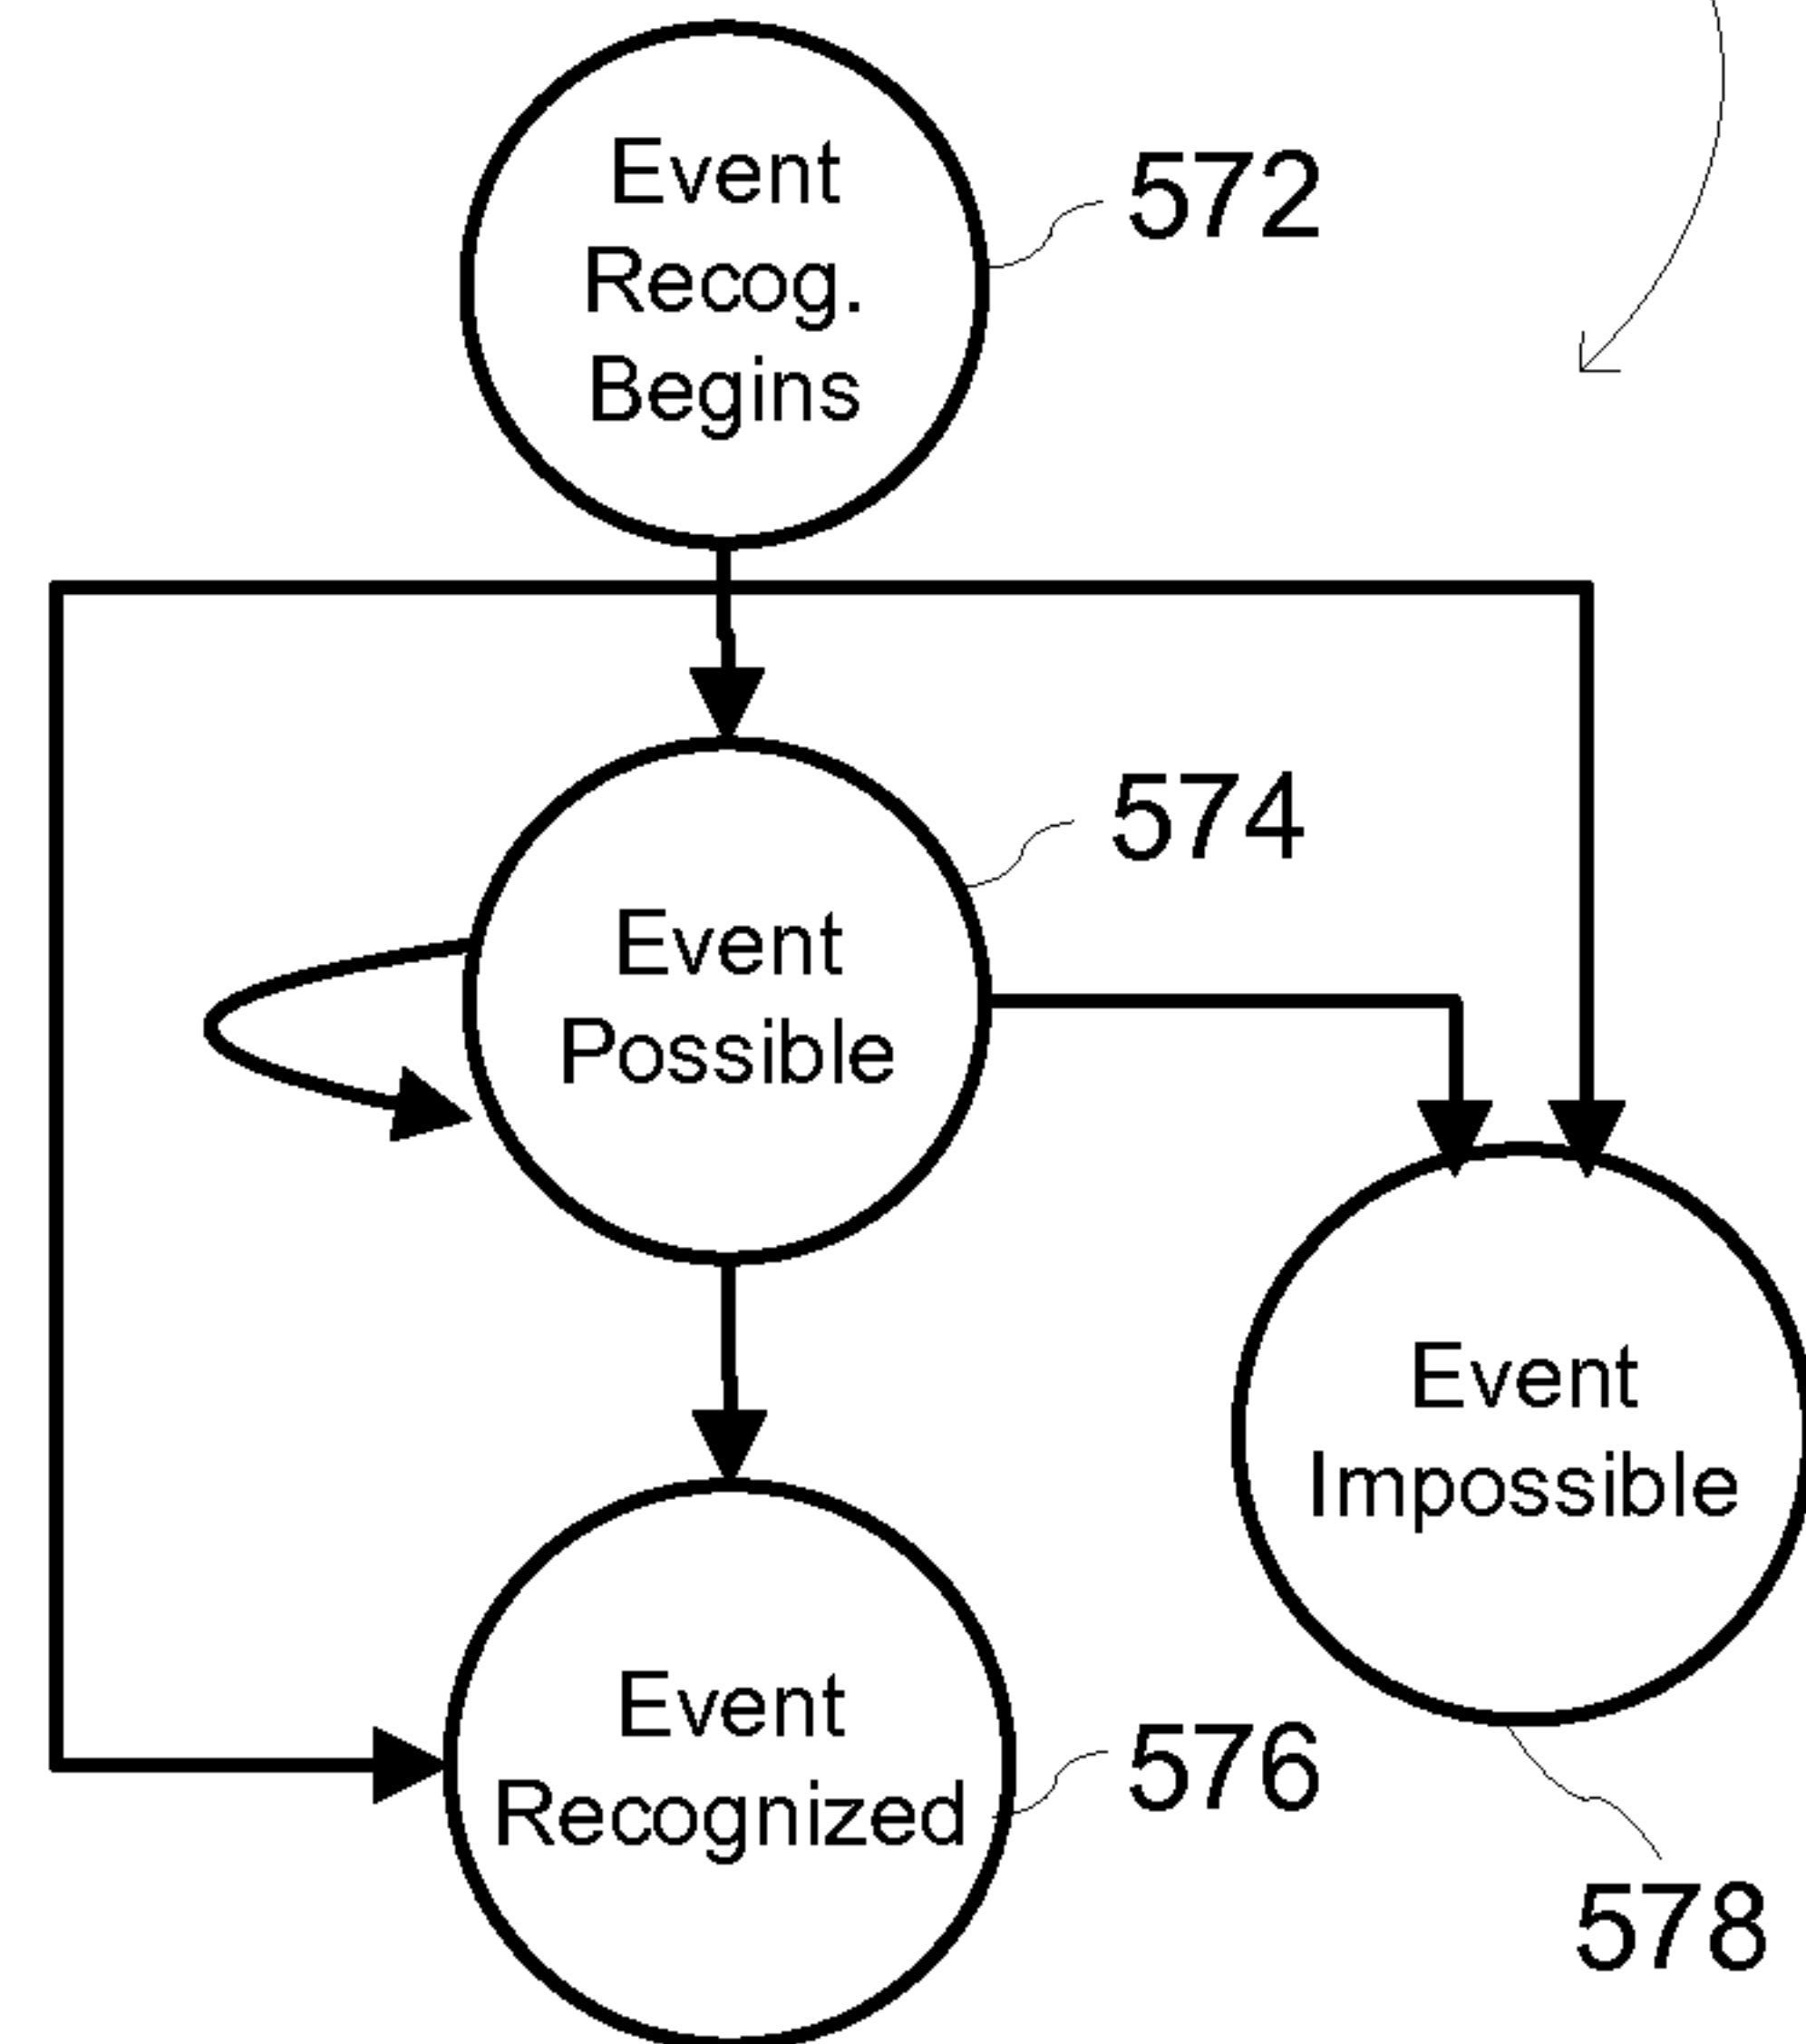 Event
Recog.
Begins
572
574
Event
Possible
Event
Impossible
Event
Recognized
576
578